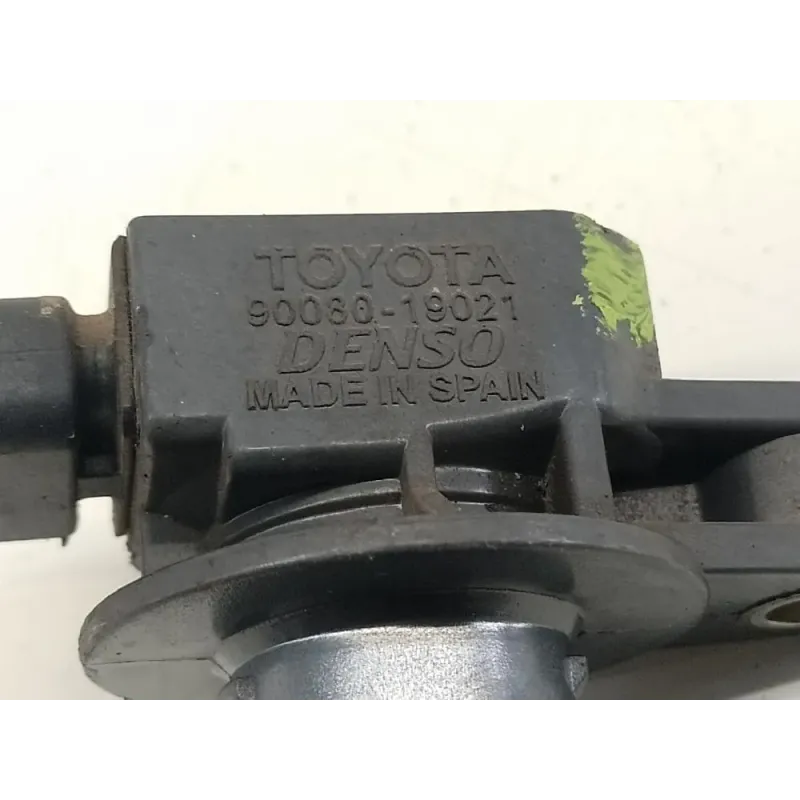 TOYOTA
90080-19021
DENSO
MADE IN SPAIN